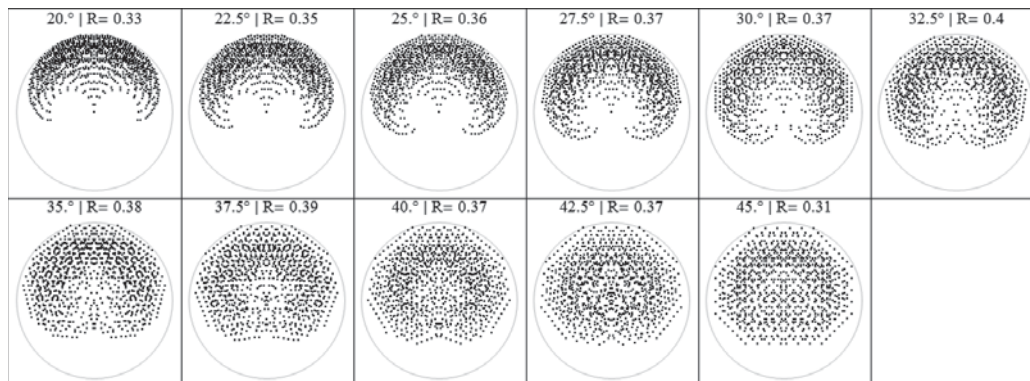 20.° | R= 0.33
22.5° | R= 0.35
25.° | R= 0.36
27.5° | R= 0.37
30.° | R= 0.37
32.5° | R= 0.4
35.° | R= 0.38
37.5° | R= 0.39
40.° | R= 0.37
42.5° | R= 0.37
45.° | R= 0.31